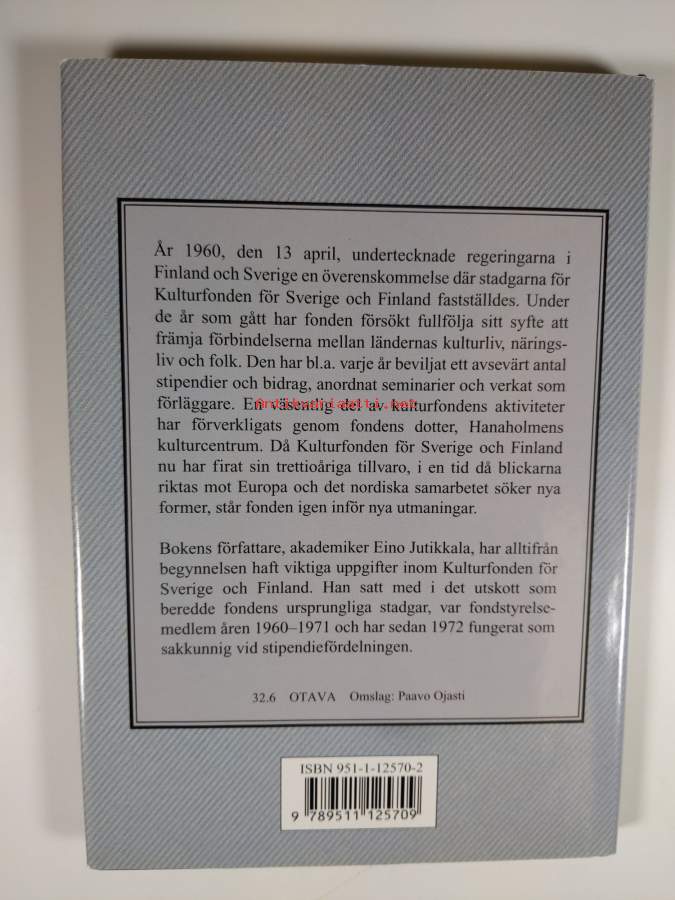 År 1960, den 13 april, undertecknade regeringarna i
Finland och Sverige en överenskommelse där stadgarna för
Kulturfonden för Sverige och Finland fastställdes. Under
de år som gått har fonden försökt fullfölja sitt syfte att
främja förbindelserna mellan ländernas kulturliv, närings-
liv och folk. Den har bl.a. varje år beviljat ett avsevärt antal
stipendier och bidrag, anordnat seminarier och verkat som
förläggare. En väsentlig del av kulturfondens aktiviteter
Antikvariaatti.net
har förverkligats genom fondens dotter, Hanaholmens
kulturcentrum. Då Kulturfonden för Sverige och Finland
nu har firat sin trettioåriga tillvaro, i en tid då blickarna
riktas mot Europa och det nordiska samarbetet söker nya
former, står fonden igen inför nya utmaningar.
Bokens författare, akademiker Eino Jutikkala, har alltifrån
begynnelsen haft viktiga uppgifter inom Kulturfonden för
Sverige och Finland. Han satt med i det utskott som
beredde fondens ursprungliga stadgar, var fondstyrelse-
medlem åren 1960–1971 och har sedan 1972 fungerat som
sakkunnig vid stipendiefördelningen.
32.6 OTAVA Omslag: Paavo Ojasti
ISBN 951-1-12570-2
9 789511 125709